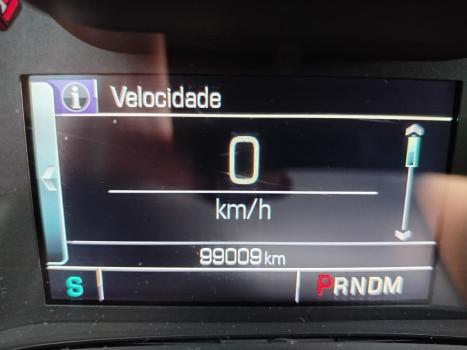 i Velocidade
0
km/h
99009 km
S PRNDM